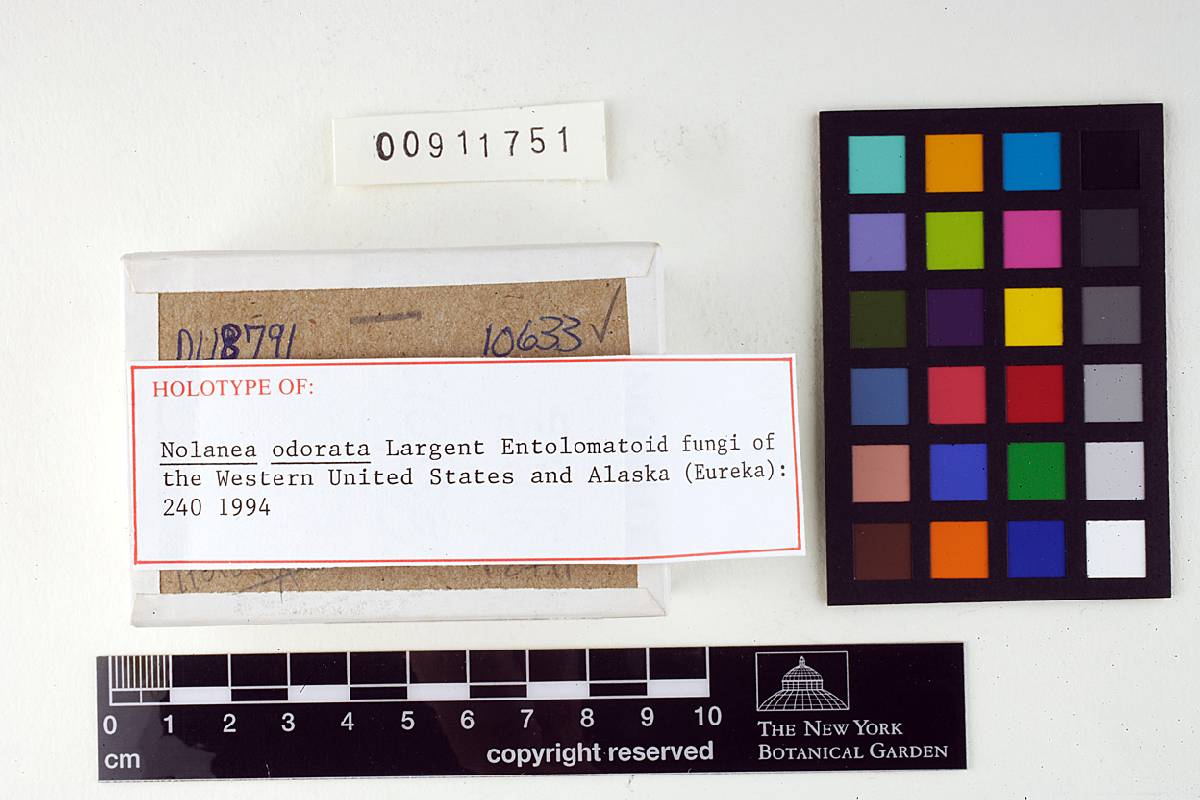 00911751
10633 ✓
HOLOTYPE OF:
Nolanea odorata Largent Entolomatoid fungi of
the Western United States and Alaska (Eureka):
240 1994
0 1 2 3 4 5 6 7 8 9 10
cm
copyright reserved
THE NEW YORK
BOTANICAL GARDEN